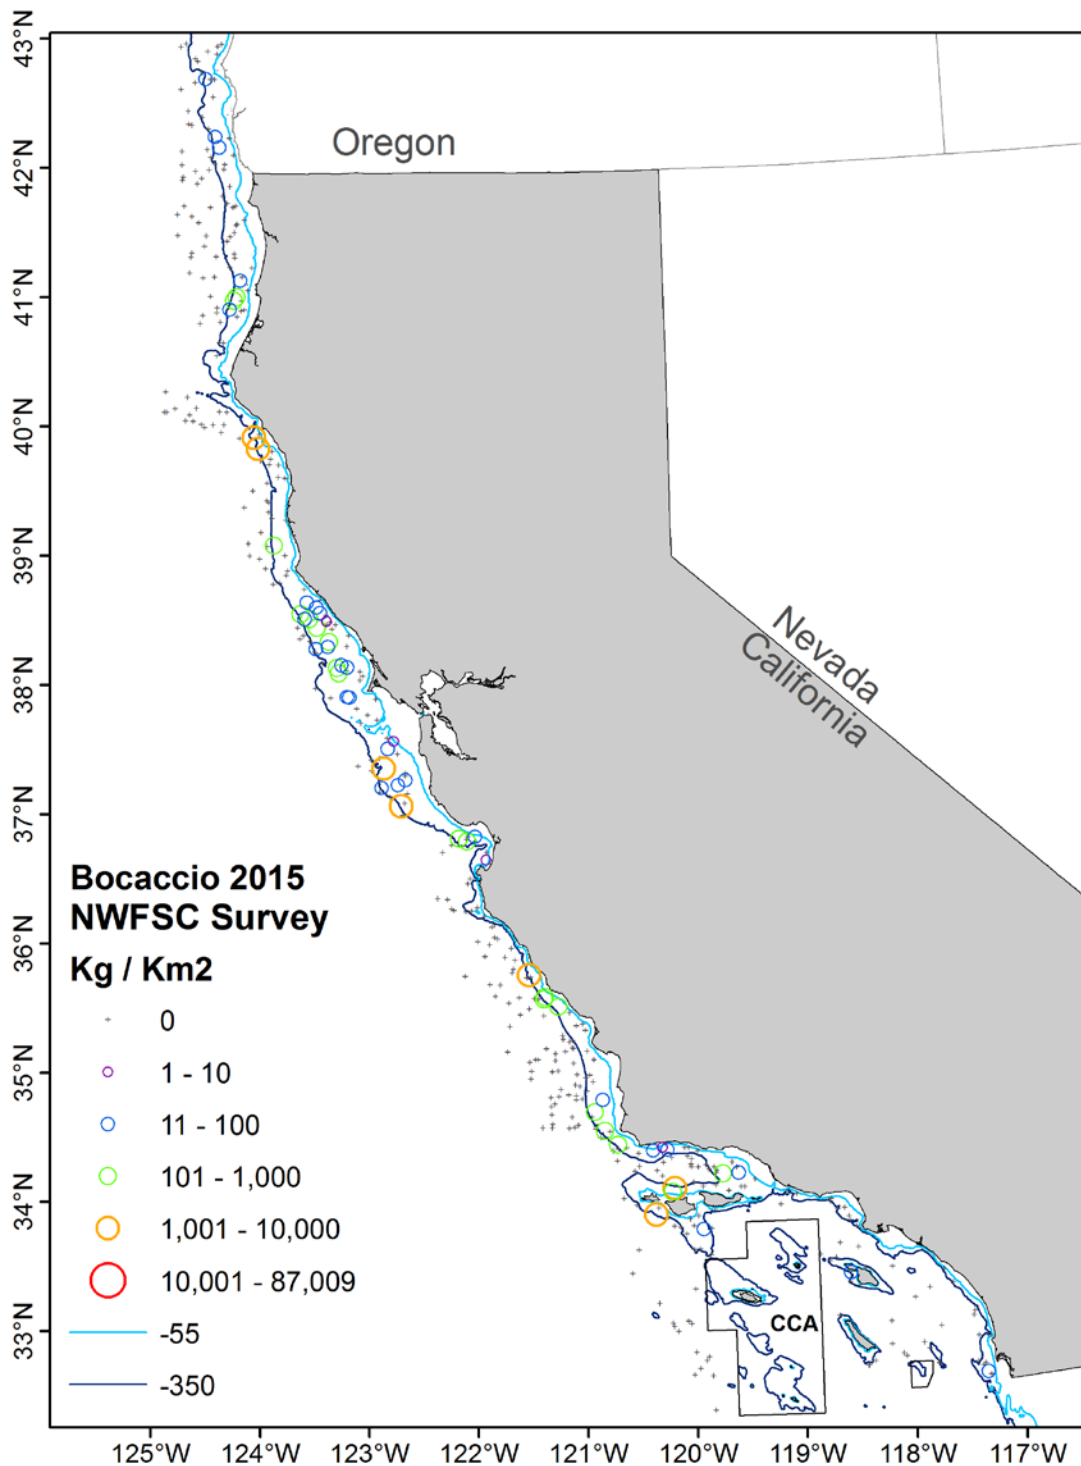 43°N
42°N
41°N
40°N
39°N
38°N
37°N
36°N
35°N
34°N
33°N
Oregon
Nevada
California
Bocaccio 2015
NWFSC Survey
Kg / Km2
0
1 - 10
11 - 100
101 - 1,000
1,001 - 10,000
10,001 - 87,009
-55
-350
CCA
125°W
124°W
123°W
122°W
121°W
120°W
119°W
118°W
117°W